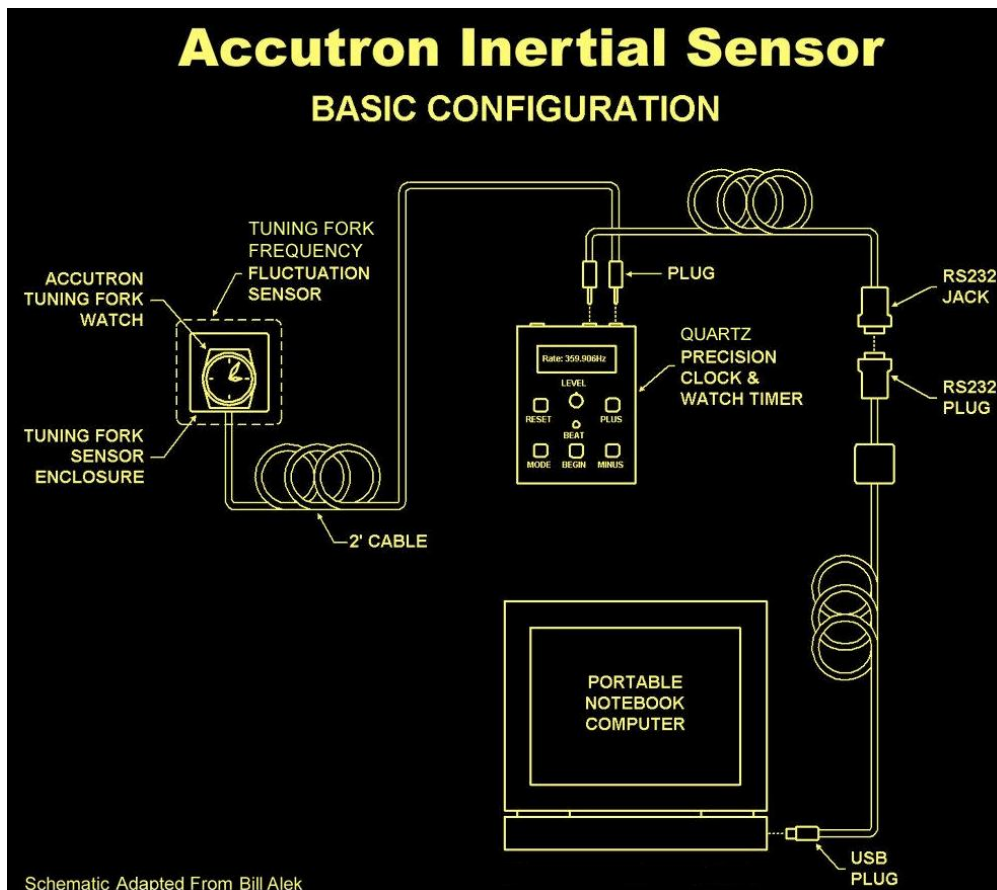 Accutron Inertial Sensor
BASIC CONFIGURATION
TUNING FORK
FREQUENCY
FLUCTUATION
SENSOR
ACCUTRON
TUNING FORK
WATCH
TUNING FORK
SENSOR
ENCLOSURE
2' CABLE
PLUG
RS232
JACK
RS232
PLUG
QUARTZ
PRECISION
CLOCK &
WATCH TIMER
Rate: 359.906Hz
LEVEL
RESET
PLUS
BEAT
MODE
BEGIN
MINUS
PORTABLE
NOTEBOOK
COMPUTER
USB
PLUG
Schematic Adapted From Bill Alek